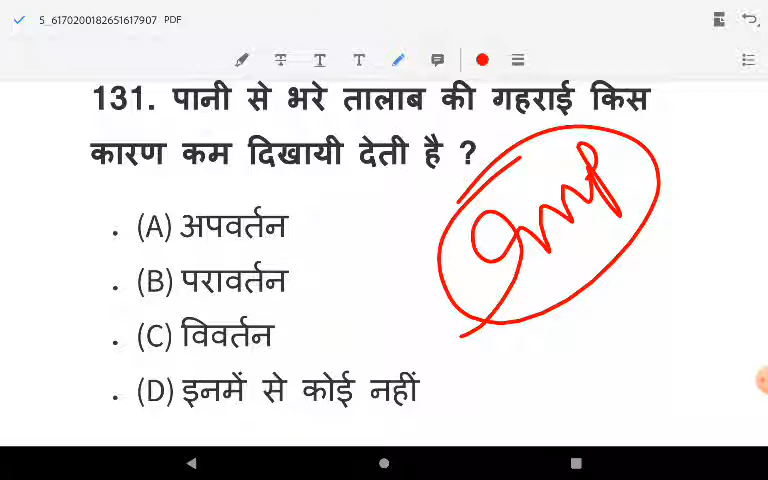 5_6170200182651617907 PDF
131. पानी से भरे तालाब की गहराई किस
कारण कम दिखायी देती है ?
Imp
. (A) अपवर्तन
. (B) परावर्तन
. (C) विवर्तन
. (D) इनमें से कोई नहीं